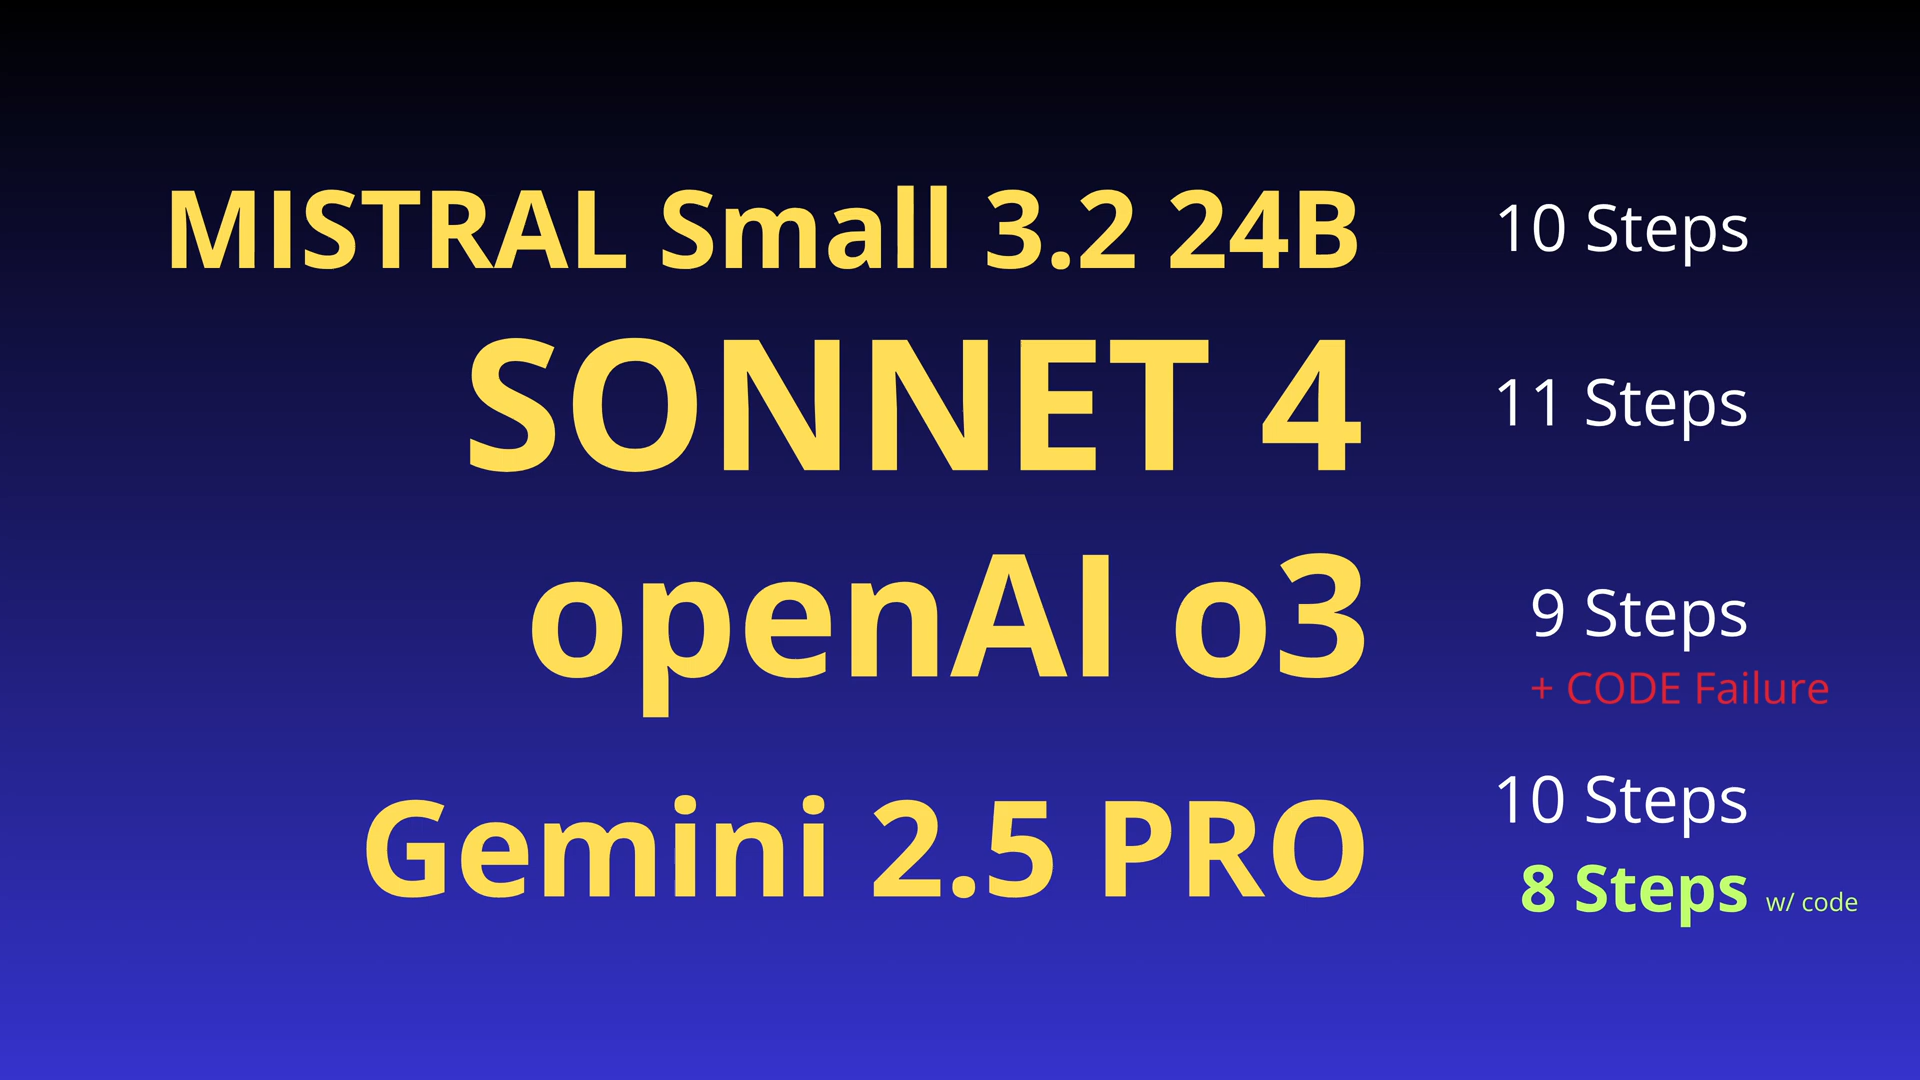 MISTRAL Small 3.2 24B 10 Steps
SONNET 4 11 Steps
openAI o3 9 Steps
+ CODE Failure
Gemini 2.5 PRO 10 Steps
8 Steps w/ code